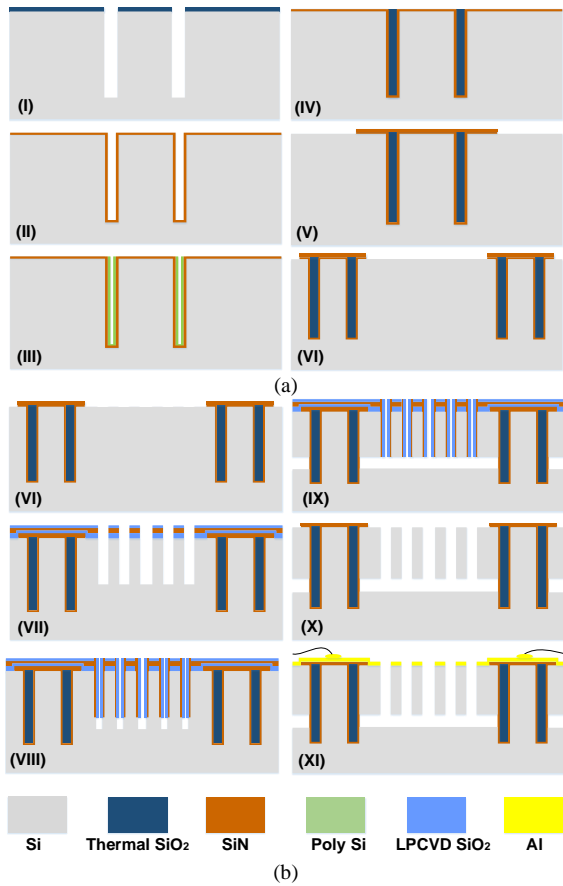 (I)
(II)
(III)
(IV)
(V)
(VI)
(a)
(VI)
(VII)
(VIII)
(IX)
(X)
(XI)
Si Thermal SiO₂ SiN Poly Si LPCVD SiO₂ Al
(b)